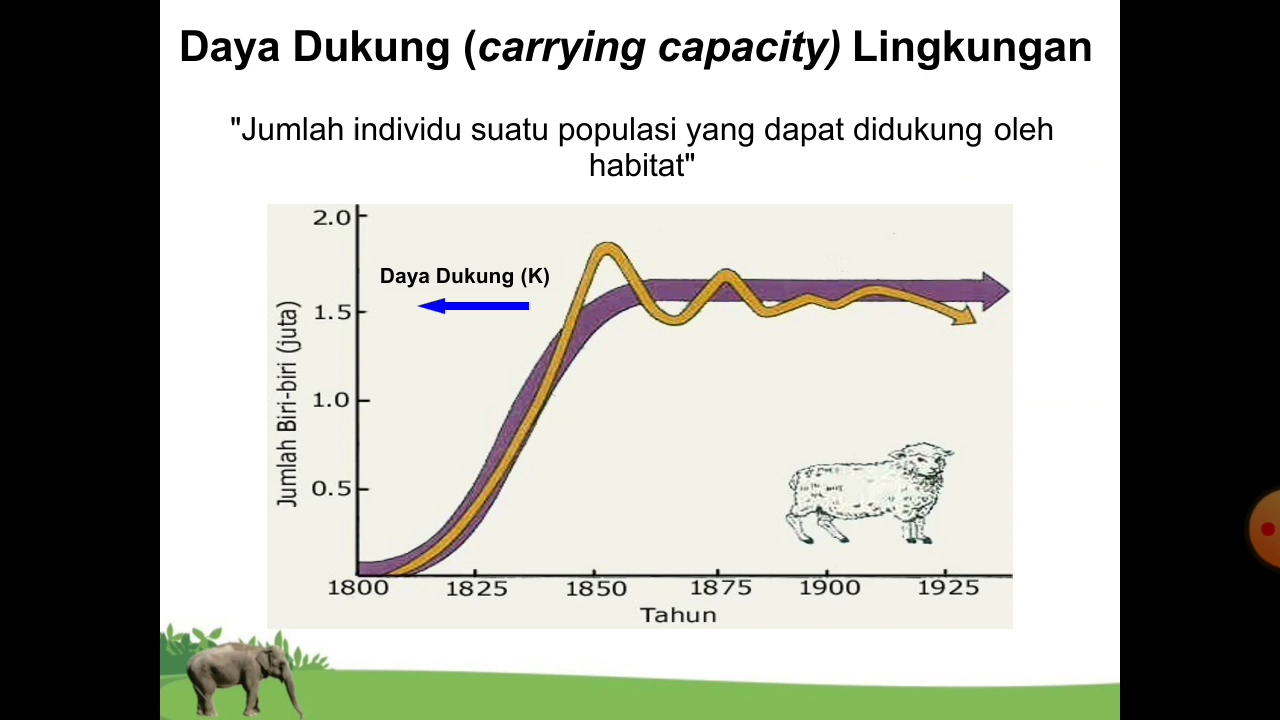 Daya Dukung (carrying capacity) Lingkungan
"Jumlah individu suatu populasi yang dapat didukung oleh
habitat"
2.0
Daya Dukung (K)
1.5
1.0
0.5
Jumlah Biri-biri (juta)
1800 1825 1850 1875 1900 1925
Tahun